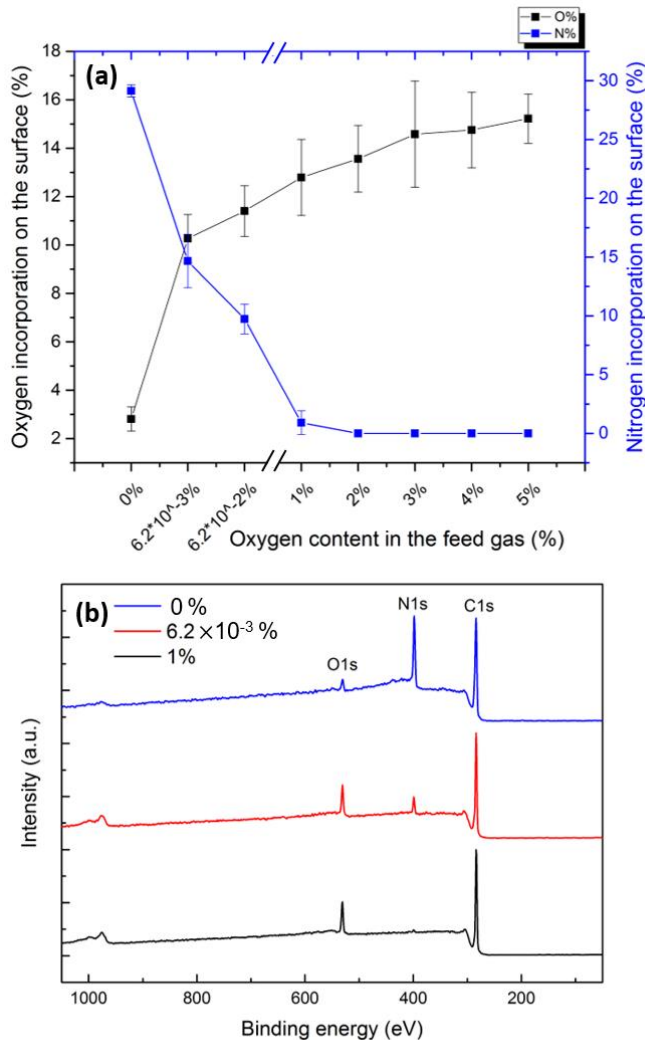 O%
N%
(a)
18
16
14
12
10
8
6
4
2
Oxygen incorporation on the surface (%)
30
25
20
15
10
5
0
Nitrogen incorporation on the surface (%)
0%
6.2*10^-3%
6.2*10^-2%
1%
2%
3%
4%
5%
Oxygen content in the feed gas (%)
(b)
0 %
6.2 ×10⁻³ %
1%
O1s
N1s
C1s
Intensity (a.u.)
1000 800 600 400 200
Binding energy (eV)